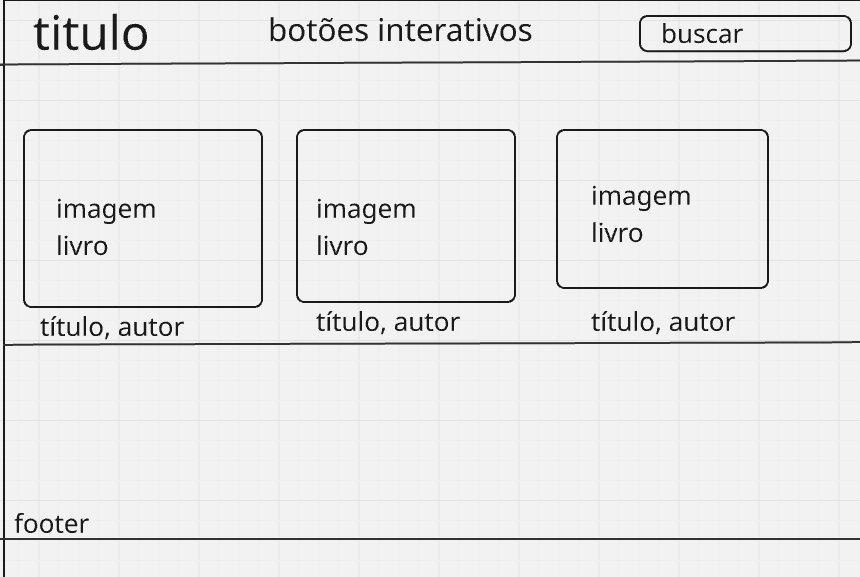 titulo
botões interativos
buscar
imagem
livro
imagem
livro
imagem
livro
título, autor
título, autor
título, autor
footer